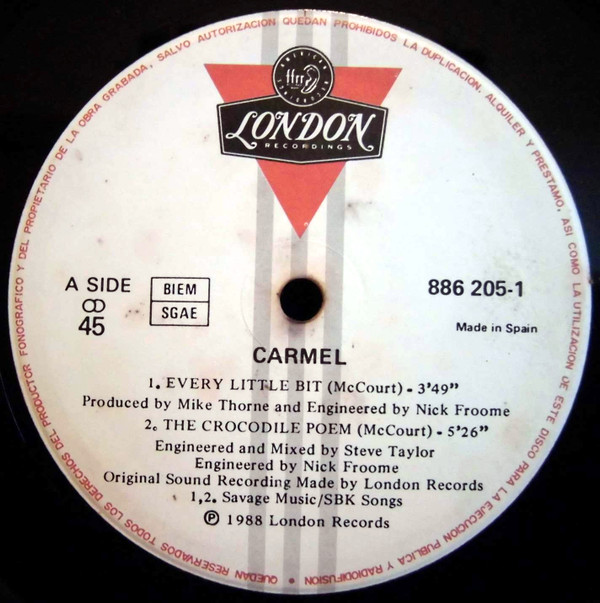 QUEDAN RESERVADOS TODOS LOS DERECHOS DEL PRODUCTOR FONOGRAFICO Y DEL PROPIETARIO DE LA OBRA GRABADA, SALVO AUTORIZACION QUEDAN PROHIBIDOS LA DUPLICACION, ALQUILER Y PRESTAMO, ASI COMO LA UTILIZACION DE ESTE DISCO PARA LA EJECUCION PUBLICA Y RADIODIFUSION •
AMERICAN
ffrr
LONDON
RECORDINGS
A SIDE
45
BIEM
SGAE
886 205-1
Made in Spain
CARMEL
1. EVERY LITTLE BIT (McCourt) - 3'49"
Produced by Mike Thorne and Engineered by Nick Froome
2. THE CROCODILE POEM (McCourt) - 5'26"
Engineered and Mixed by Steve Taylor
Engineered by Nick Froome
Original Sound Recording Made by London Records
1,2. Savage Music/SBK Songs
Ⓟ 1988 London Records